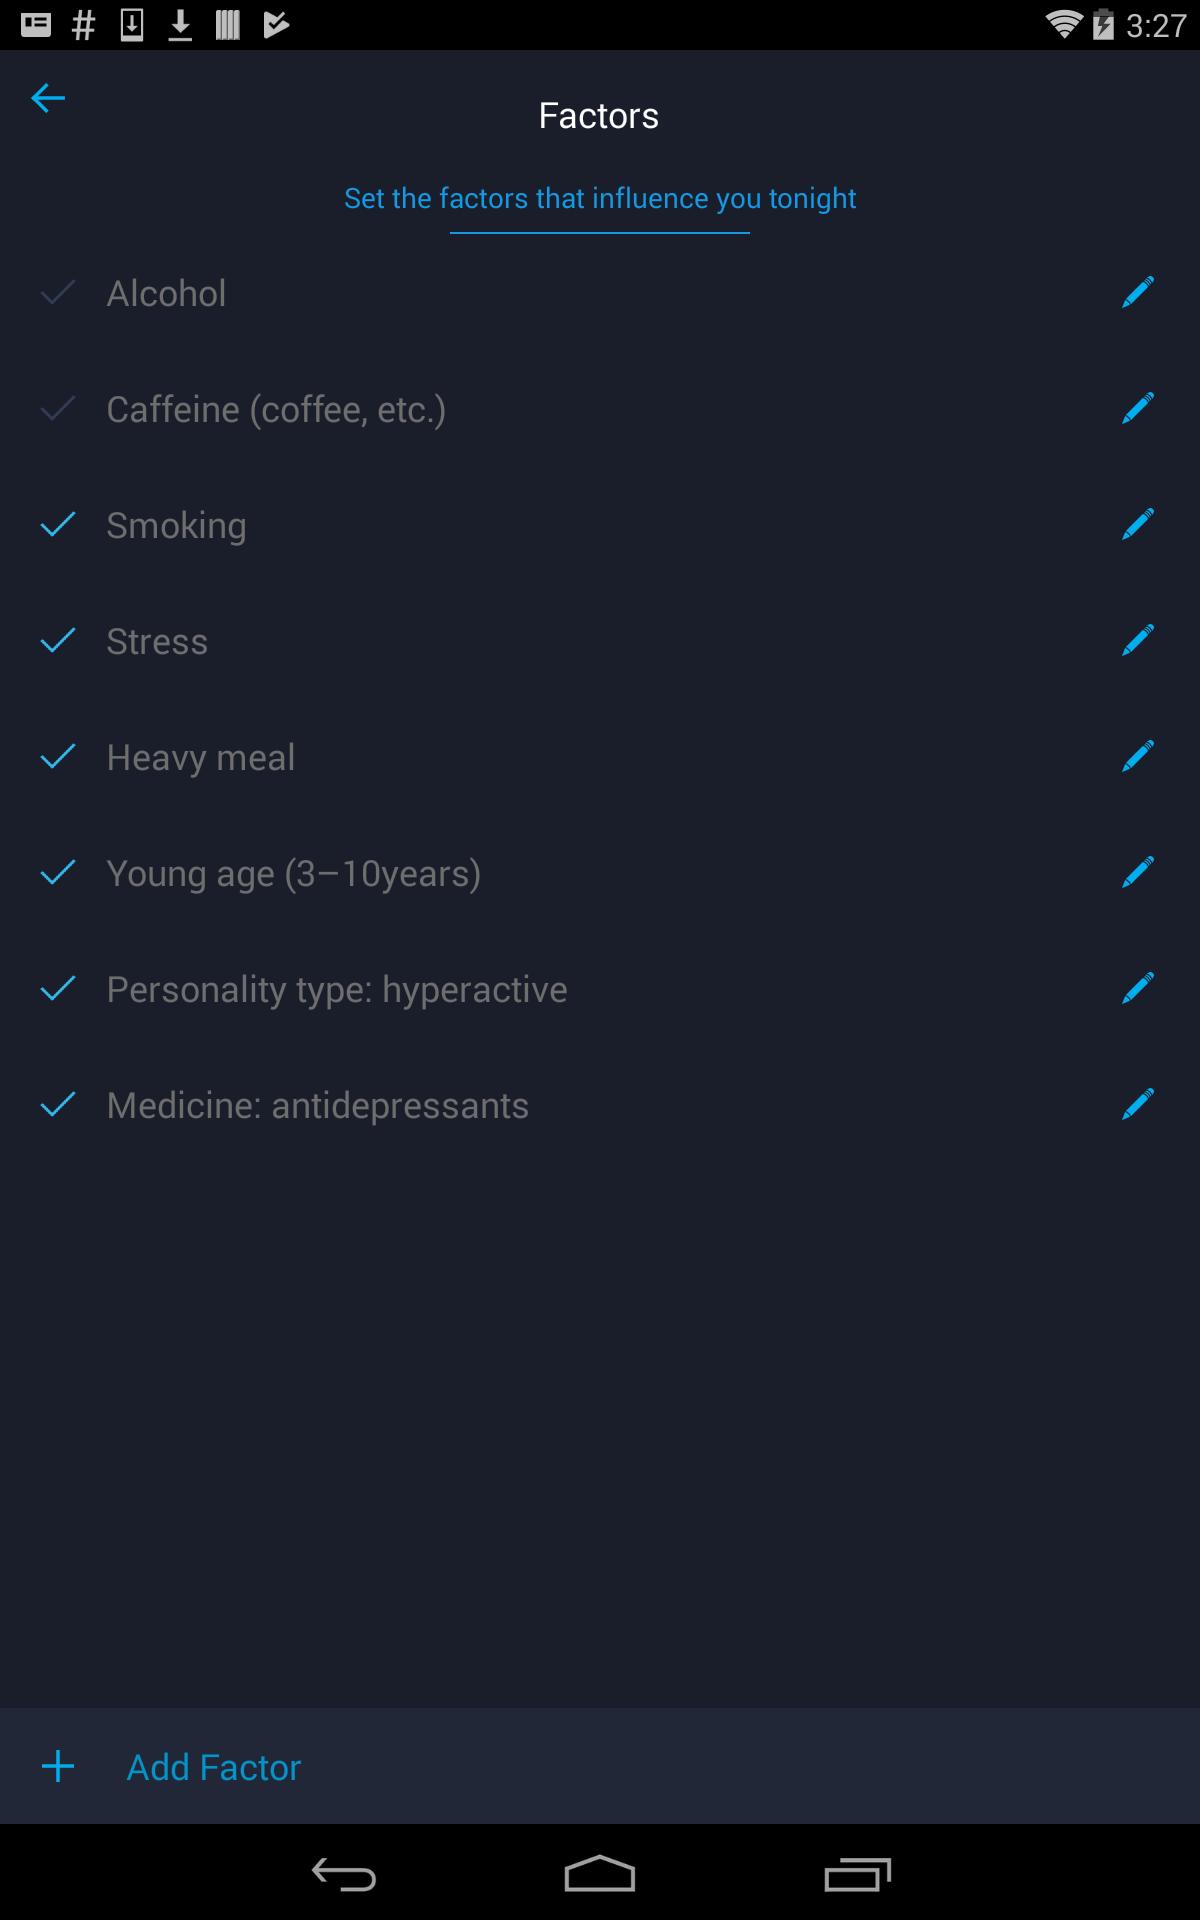 3:27
Factors
Set the factors that influence you tonight
Alcohol
Caffeine (coffee, etc.)
Smoking
Stress
Heavy meal
Young age (3–10years)
Personality type: hyperactive
Medicine: antidepressants
Add Factor